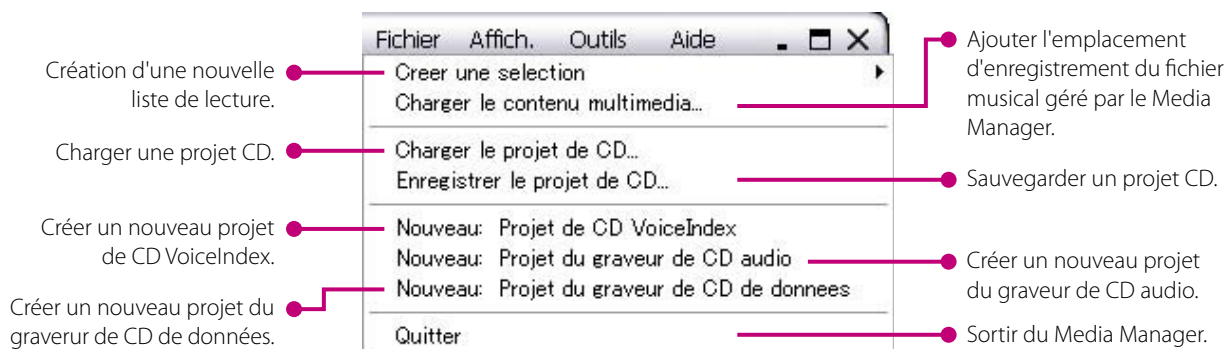 Fichier Affich. Outils Aide
Création d'une nouvelle
liste de lecture.
Creer une selection
Charger le contenu multimedia...
Ajouter l'emplacement
d'enregistrement du fichier
musical géré par le Media
Manager.
Charger une projet CD.
Charger le projet de CD...
Enregistrer le projet de CD...
Sauvegarder un projet CD.
Créer un nouveau projet
de CD VoiceIndex.
Nouveau: Projet de CD VoiceIndex
Nouveau: Projet du graveur de CD audio
Nouveau: Projet du graveur de CD de donnees
Créer un nouveau projet
du graveur de CD audio.
Créer un nouveau projet du
graverur de CD de données.
Quitter
Sortir du Media Manager.